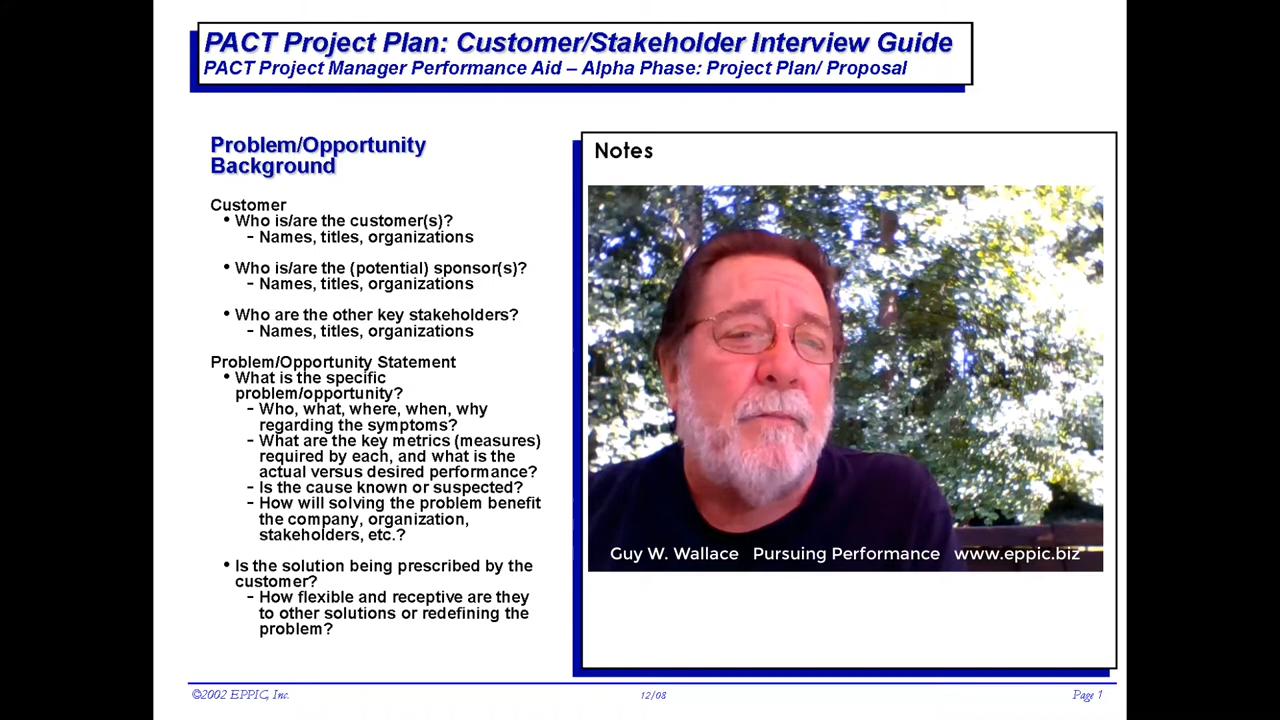 PACT Project Plan: Customer/Stakeholder Interview Guide
PACT Project Manager Performance Aid – Alpha Phase: Project Plan/ Proposal
Problem/Opportunity
Background
Customer
• Who is/are the customer(s)?
- Names, titles, organizations
• Who is/are the (potential) sponsor(s)?
- Names, titles, organizations
• Who are the other key stakeholders?
- Names, titles, organizations
Problem/Opportunity Statement
• What is the specific
problem/opportunity?
- Who, what, where, when, why
regarding the symptoms?
- What are the key metrics (measures)
required by each, and what is the
actual versus desired performance?
- Is the cause known or suspected?
- How will solving the problem benefit
the company, organization,
stakeholders, etc.?
• Is the solution being prescribed by the
customer?
- How flexible and receptive are they
to other solutions or redefining the
problem?
Notes
Guy W. Wallace Pursuing Performance www.eppic.biz
©2002 EPPIC, Inc.
12/08
Page 1